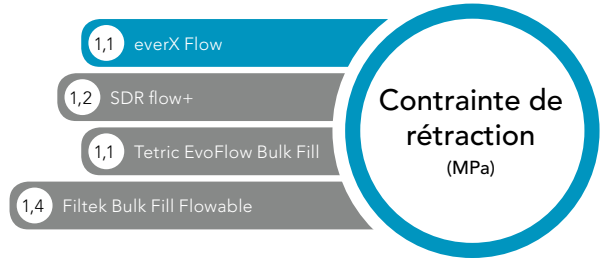 1,1 everX Flow
1,2 SDR flow+
1,1 Tetric EvoFlow Bulk Fill
1,4 Filtek Bulk Fill Flowable
Contrainte de
rétraction
(MPa)